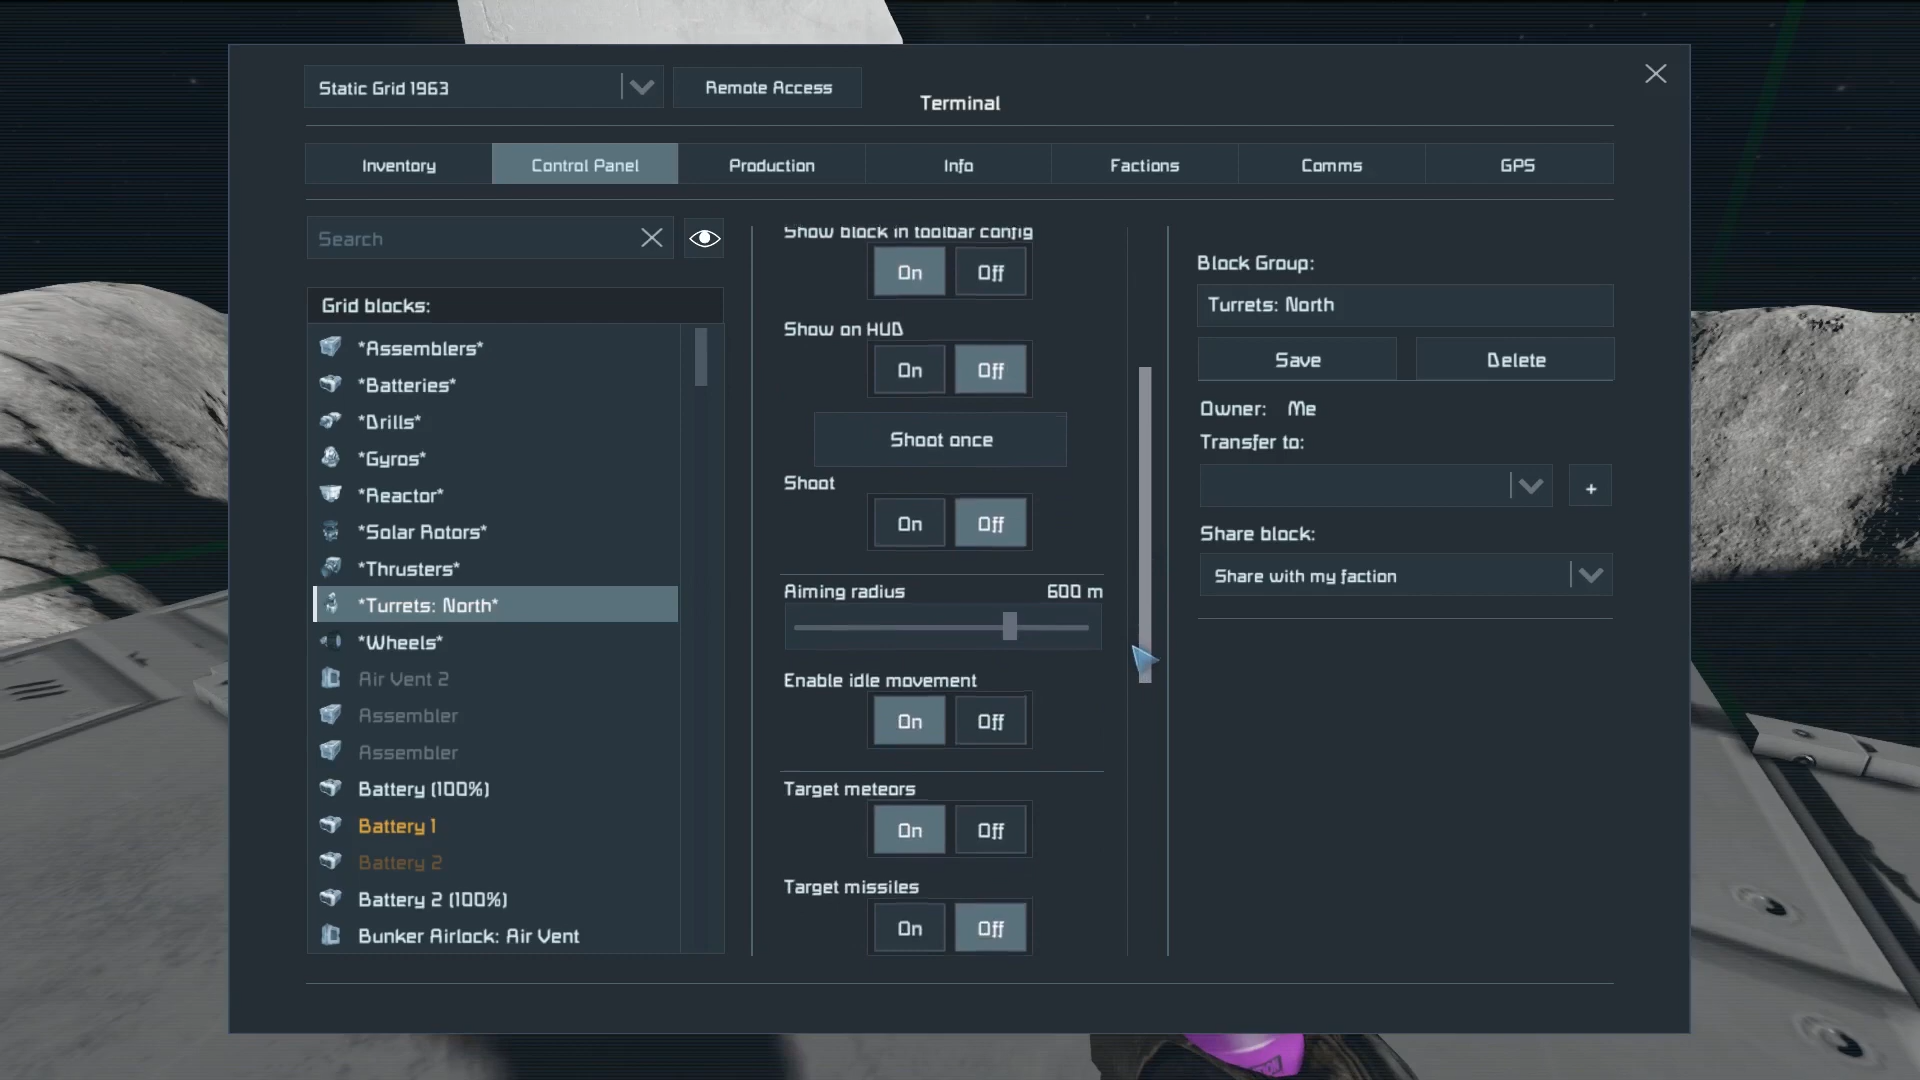 Static Grid 1963
Remote Access
Terminal
Inventory
Control Panel
Production
Info
Factions
Comms
GPS
Search
Grid blocks:
*Assemblers*
*Batteries*
*Drills*
*Gyros*
*Reactor*
*Solar Rotors*
*Thrusters*
*Turrets: North*
*Wheels*
Air Vent 2
Assembler
Assembler
Battery (100%)
Battery 1
Battery 2
Battery 2 (100%)
Bunker Airlock: Air Vent
Show block in toolbar config
On Off
Show on HUD
On Off
Shoot once
Shoot
On Off
Aiming radius 600 m
Enable idle movement
On Off
Target meteors
On Off
Target missiles
On Off
Block Group:
Turrets: North
Save Delete
Owner: Me
Transfer to:
+
Share block:
Share with my faction